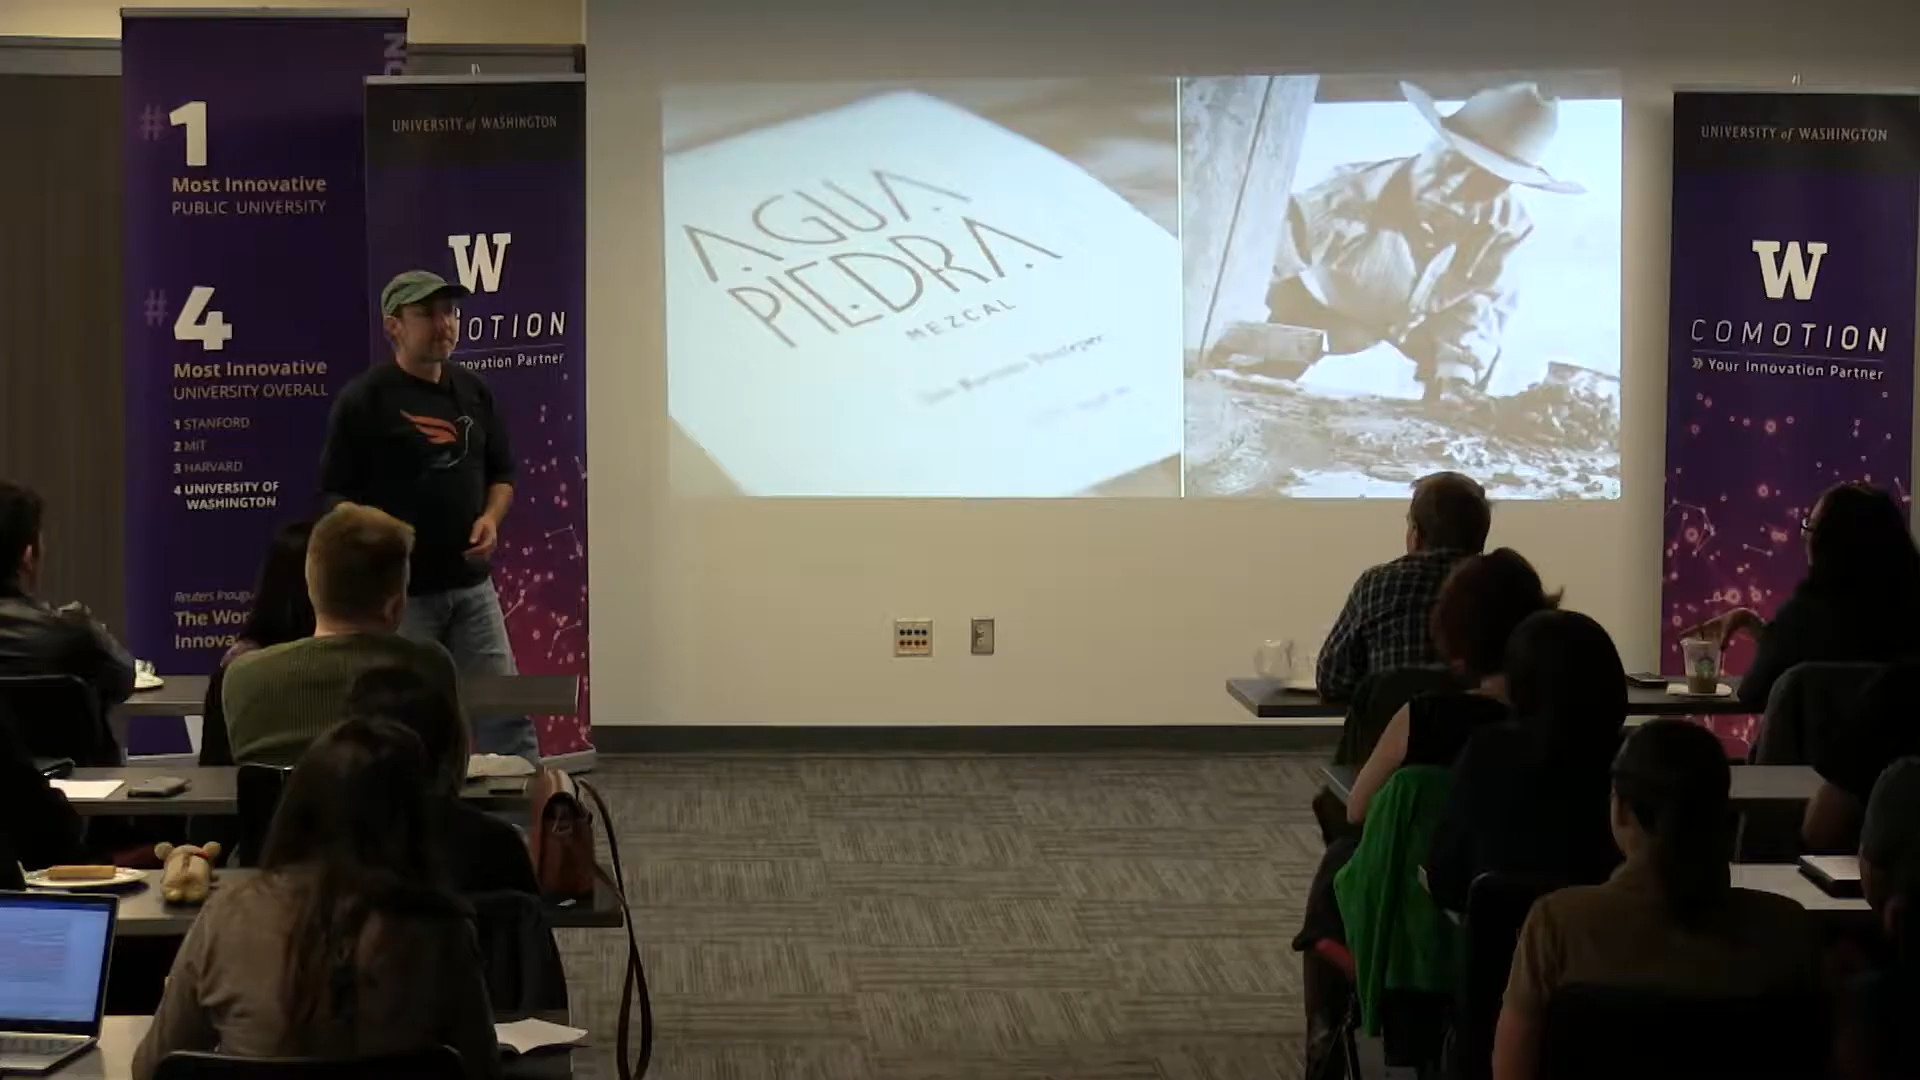 #1
Most Innovative
PUBLIC UNIVERSITY
#4
Most Innovative
UNIVERSITY OVERALL
1 STANFORD
2 MIT
3 HARVARD
4 UNIVERSITY OF
WASHINGTON
The Wor
Innova
UNIVERSITY of WASHINGTON
W
OTION
novation Partner
AGUA
PIEDRA
MEZCAL
UNIVERSITY of WASHINGTON
W
COMOTION
» Your Innovation Partner